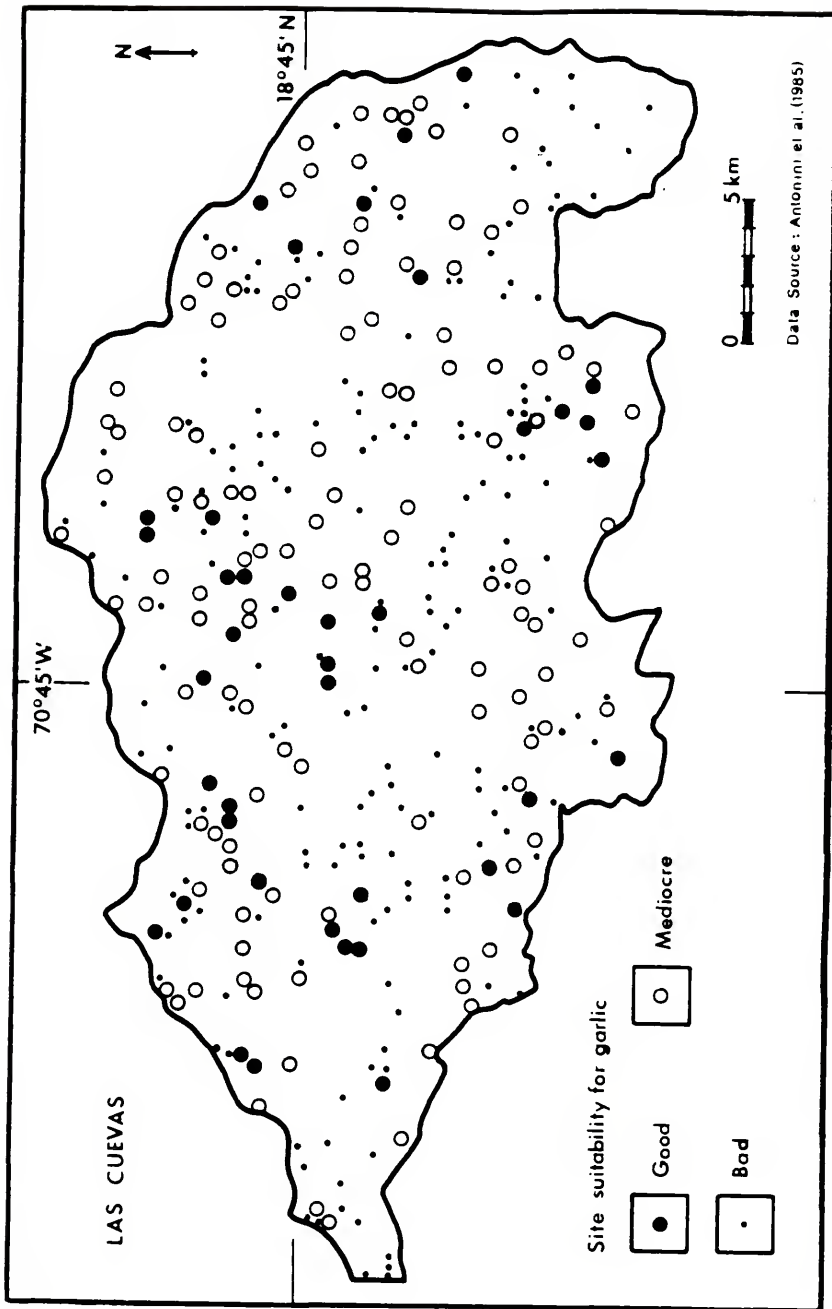 LAS CUEVAS
70°45'W
N
18°45' N
Site suitability for garlic
Good
Mediocre
Bad
0
5 km
Data Source : Antonini et al. (1985)